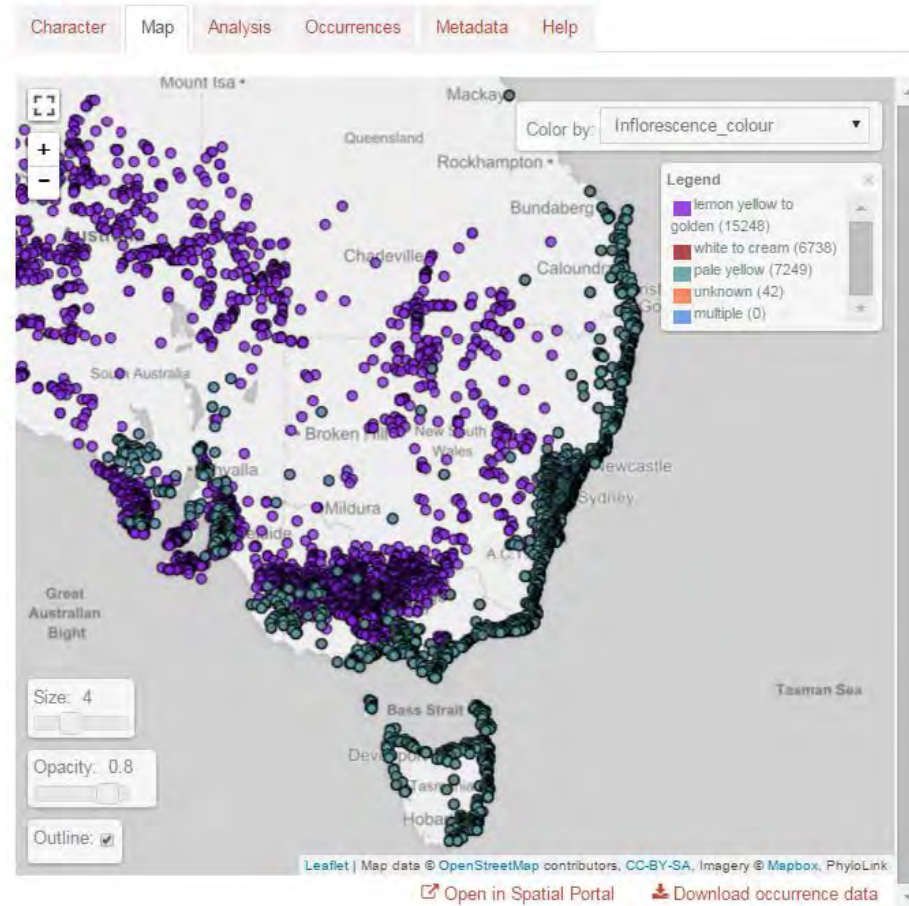 Character Map Analysis Occurrences Metadata Help
Mount Isa
Mackay
+
Color by: Inflorescence_colour
Queensland
−
Rockhampton
Legend
lemon yellow to
golden (15248)
white to cream (6738)
pale yellow (7249)
unknown (42)
multiple (0)
Bundaberg
Charleville
South Australia
Broken Hill
New South
Wales
Mildura
Sydney
Great
Australian
Bight
Size: 4
Tasman Sea
Bass Strait
Opacity: 0.8
Outline:
Leaflet | Map data © OpenStreetMap contributors, CC-BY-SA, Imagery © Mapbox, PhyloLink
Open in Spatial Portal Download occurrence data